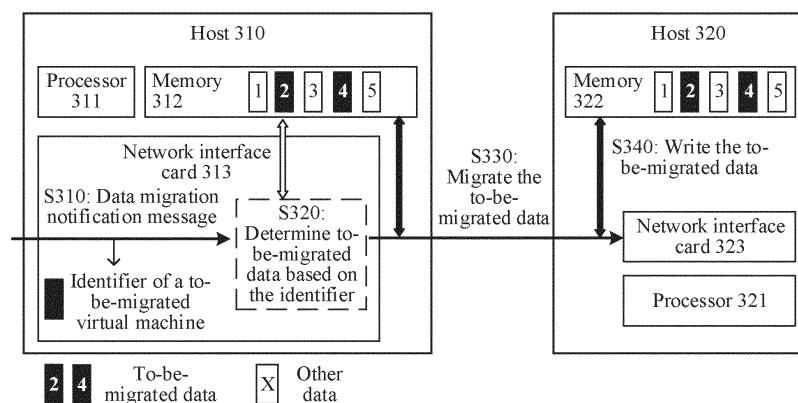 Host 310
Processor
311
Memory
312
1
2
3
4
5
Network interface
card 313
S310: Data migration
notification message
S320:
Determine to-
be-migrated
data based on
the identifier
Identifier of a to-
be-migrated
virtual machine
S330:
Migrate the
to-be-
migrated data
Host 320
Memory
322
1
2
3
4
5
S340: Write the to-
be-migrated data
Network interface
card 323
Processor 321
2
4
To-be-
migrated data
X
Other
data